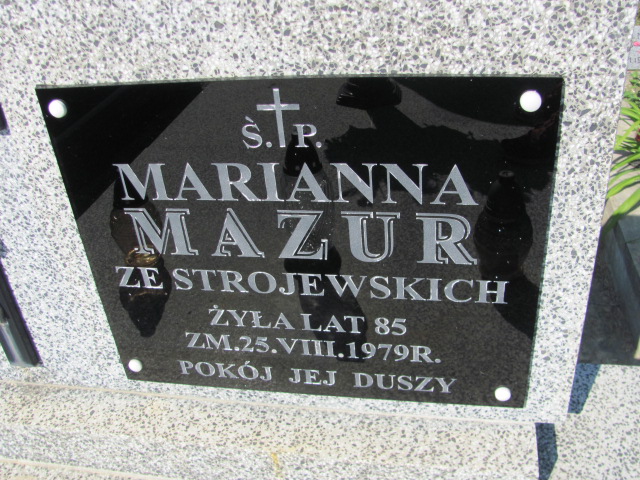 Ś.†P.
MARIANNA
MAZUR
ZE STROJEWSKICH
ŻYŁA LAT 85
ZM.25.VIII.1979R.
POKÓJ JEJ DUSZY